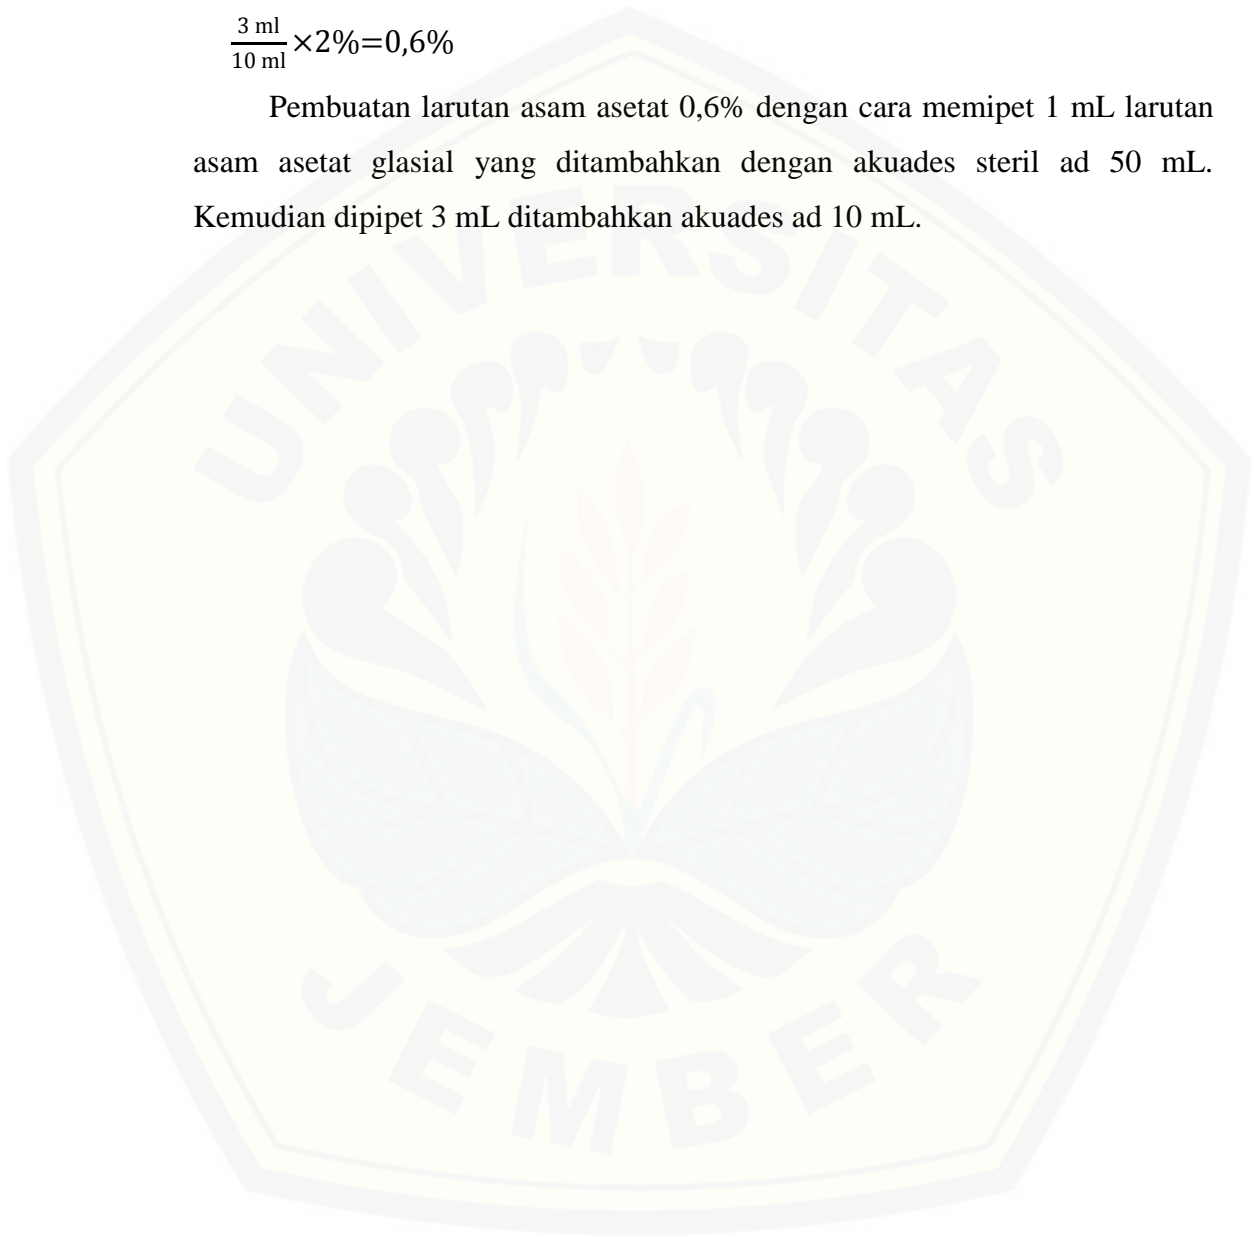 3 ml
10 ml ×2%=0,6%
Pembuatan larutan asam asetat 0,6% dengan cara memipet 1 mL larutan
asam asetat glasial yang ditambahkan dengan akuades steril ad 50 mL.
Kemudian dipipet 3 mL ditambahkan akuades ad 10 mL.
UNIVERSITAS
JEMBER